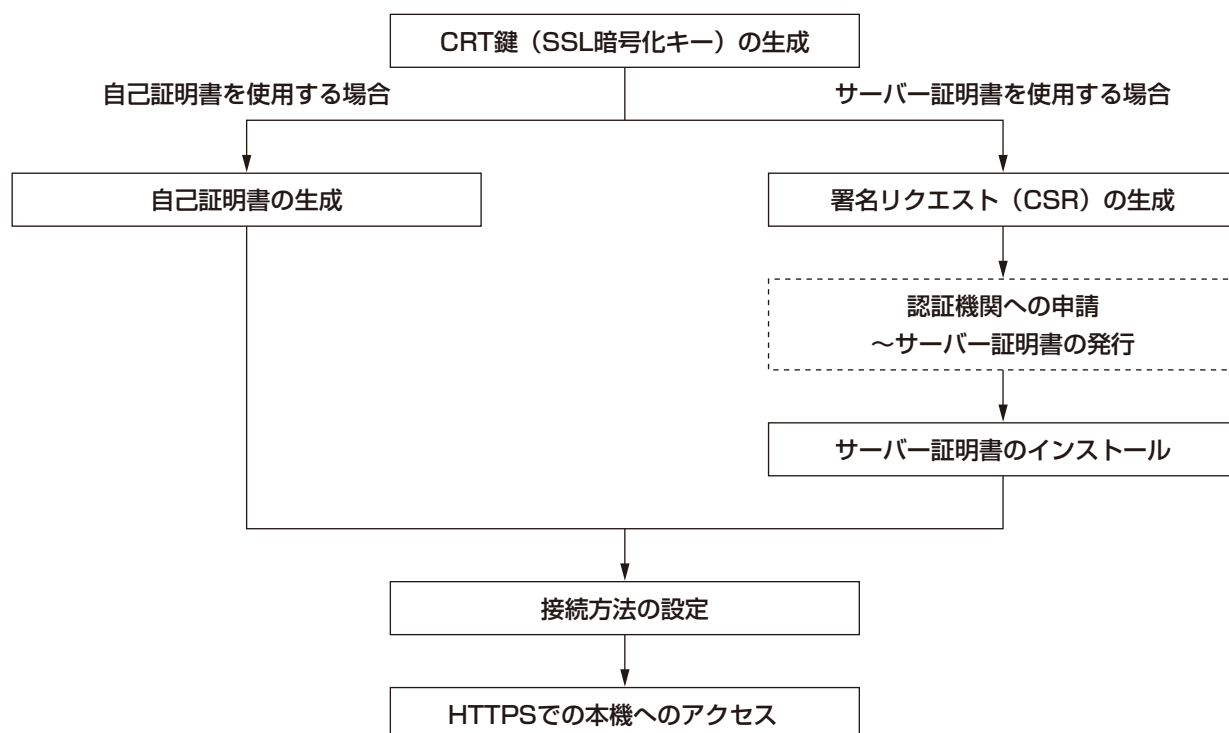 CRT鍵（SSL暗号化キー）の生成
自己証明書を使用する場合
サーバー証明書を使用する場合
自己証明書の生成
署名リクエスト（CSR）の生成
認証機関への申請
～サーバー証明書の発行
サーバー証明書のインストール
接続方法の設定
HTTPSでの本機へのアクセス